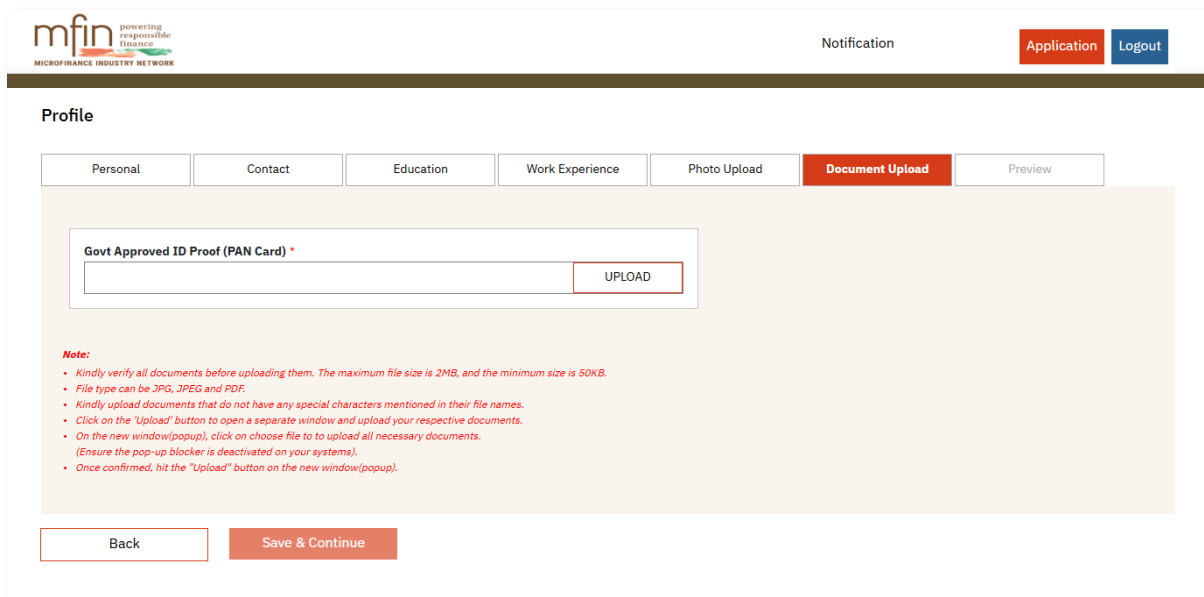 mfin powering
responsible
finance
MICROFINANCE INDUSTRY NETWORK
Notification
Application
Logout
Profile
Personal
Contact
Education
Work Experience
Photo Upload
Document Upload
Preview
Govt Approved ID Proof (PAN Card) *
UPLOAD
Note:
• Kindly verify all documents before uploading them. The maximum file size is 2MB, and the minimum size is 50KB.
• File type can be JPG, JPEG and PDF.
• Kindly upload documents that do not have any special characters mentioned in their file names.
• Click on the 'Upload' button to open a separate window and upload your respective documents.
• On the new window(popup), click on choose file to to upload all necessary documents.
(Ensure the pop-up blocker is deactivated on your systems).
• Once confirmed, hit the "Upload" button on the new window(popup).
Back
Save & Continue